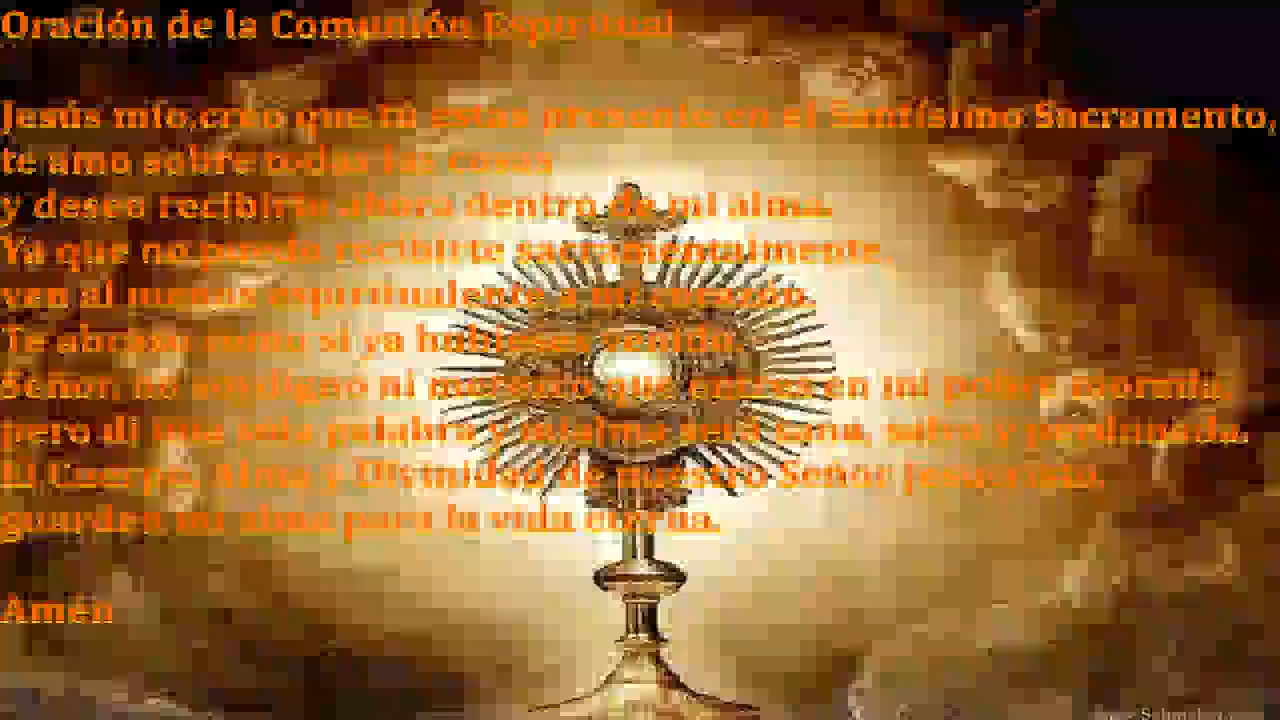 Oración de la Comunión Espiritual
Jesús mío,creo que tú estas presente en el Santísimo Sacramento,
te amo sobre todas las cosas
y deseo recibirte ahora dentro de mi alma.
Ya que no puedo recibirte sacramentalmente,
ven al menos espiritualente a mi corazón.
Te abrazo como si ya hubieses venido.
Señor, no soy digno ni merezco que entres en mi pobre morada,
pero di una sola palabra y mi alma será sana, salva y perdonada.
El Cuerpo, Alma y Divinidad de nuestro Señor Jesucristo,
guarden mi alma para la vida eterna.
Amén